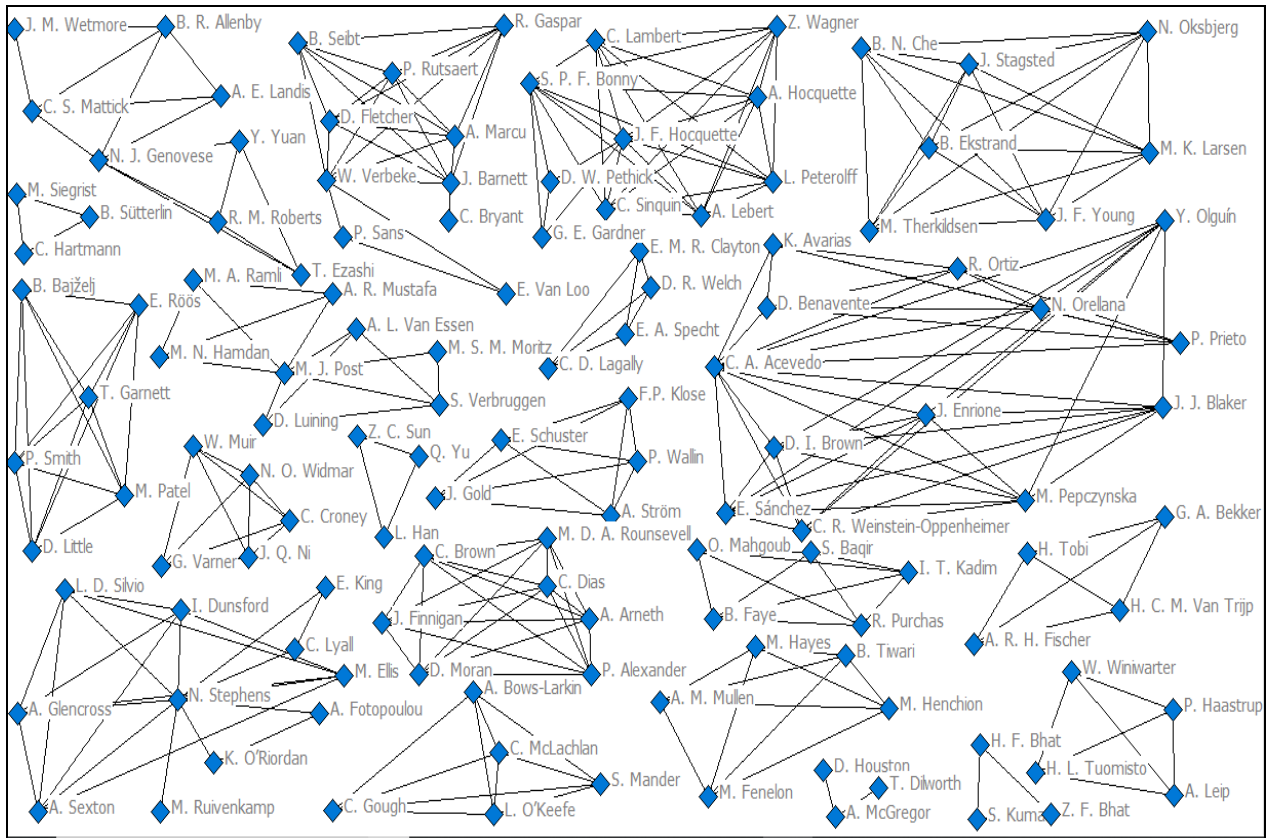 J. M. Wetmore
B. R. Allenby
C. S. Mattick
A. E. Landis
N. J. Genovese
Y. Yuan
R. M. Roberts
T. Ezashi
M. Siegrist
B. Sütterlin
C. Hartmann
B. Seibt
R. Gaspar
P. Rutsaert
D. Fletcher
A. Marcu
W. Verbeke
J. Barnett
C. Bryant
P. Sans
E. Van Loo
C. Lambert
Z. Wagner
S. P. F. Bonny
A. Hocquette
J. F. Hocquette
D. W. Pethick
L. Peterolff
C. Sinquin
A. Lebert
G. E. Gardner
B. N. Che
N. Oksbjerg
J. Stagsted
B. Ekstrand
M. K. Larsen
M. Therkildsen
J. F. Young
B. Bajželj
E. Röös
T. Garnett
P. Smith
M. Patel
D. Little
M. A. Ramli
A. R. Mustafa
M. N. Hamdan
A. L. Van Essen
M. S. M. Moritz
M. J. Post
D. Luining
S. Verbruggen
E. M. R. Clayton
D. R. Welch
E. A. Specht
C. D. Lagally
K. Avarias
Y. Olguín
R. Ortiz
D. Benavente
N. Orellana
P. Prieto
C. A. Acevedo
J. Enrione
J. J. Blaker
D. I. Brown
E. Sánchez
M. Pepczynska
C. R. Weinstein-Oppenheimer
W. Muir
N. O. Widmar
C. Croney
G. Varner
J. Q. Ni
Z. C. Sun
Q. Yu
L. Han
F.P. Klose
E. Schuster
P. Wallin
J. Gold
A. Ström
G. A. Bekker
H. Tobi
H. C. M. Van Trijp
A. R. H. Fischer
L. D. Silvio
I. Dunsford
E. King
C. Lyall
M. Ellis
N. Stephens
A. Glencross
A. Fotopoulou
K. O'Riordan
A. Sexton
M. Ruivenkamp
M. D. A. Rounsevell
C. Brown
C. Dias
J. Finnigan
A. Arneth
D. Moran
P. Alexander
O. Mahgoub
S. Baqir
I. T. Kadim
B. Faye
R. Purchas
A. Bows-Larkin
C. McLachlan
S. Mander
C. Gough
L. O'Keefe
M. Hayes
B. Tiwari
A. M. Mullen
M. Henchion
M. Fenelon
D. Houston
T. Dilworth
A. McGregor
W. Winiwarter
P. Haastrup
H. L. Tuomisto
A. Leip
H. F. Bhat
S. Kuma
Z. F. Bhat